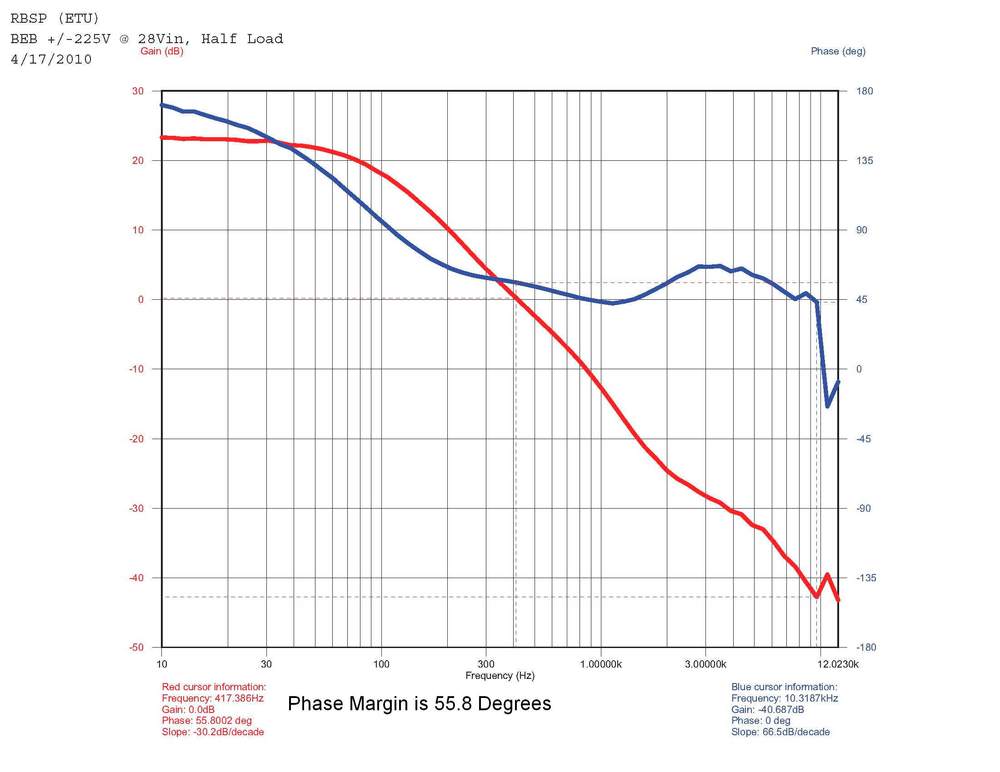 RBSP (ETU)
BEB +/-225V @ 28Vin, Half Load
4/17/2010
Gain (dB)
Phase (deg)
30
20
10
0
-10
-20
-30
-40
-50
180
135
90
45
0
-45
-90
-135
-180
10 30 100 300 1.00000k 3.00000k 12.0230k
Frequency (Hz)
Red cursor information:
Frequency: 417.386Hz
Gain: 0.0dB
Phase: 55.8002 deg
Slope: -30.2dB/decade
Phase Margin is 55.8 Degrees
Blue cursor information:
Frequency: 10.3187kHz
Gain: -40.687dB
Phase: 0 deg
Slope: 66.5dB/decade